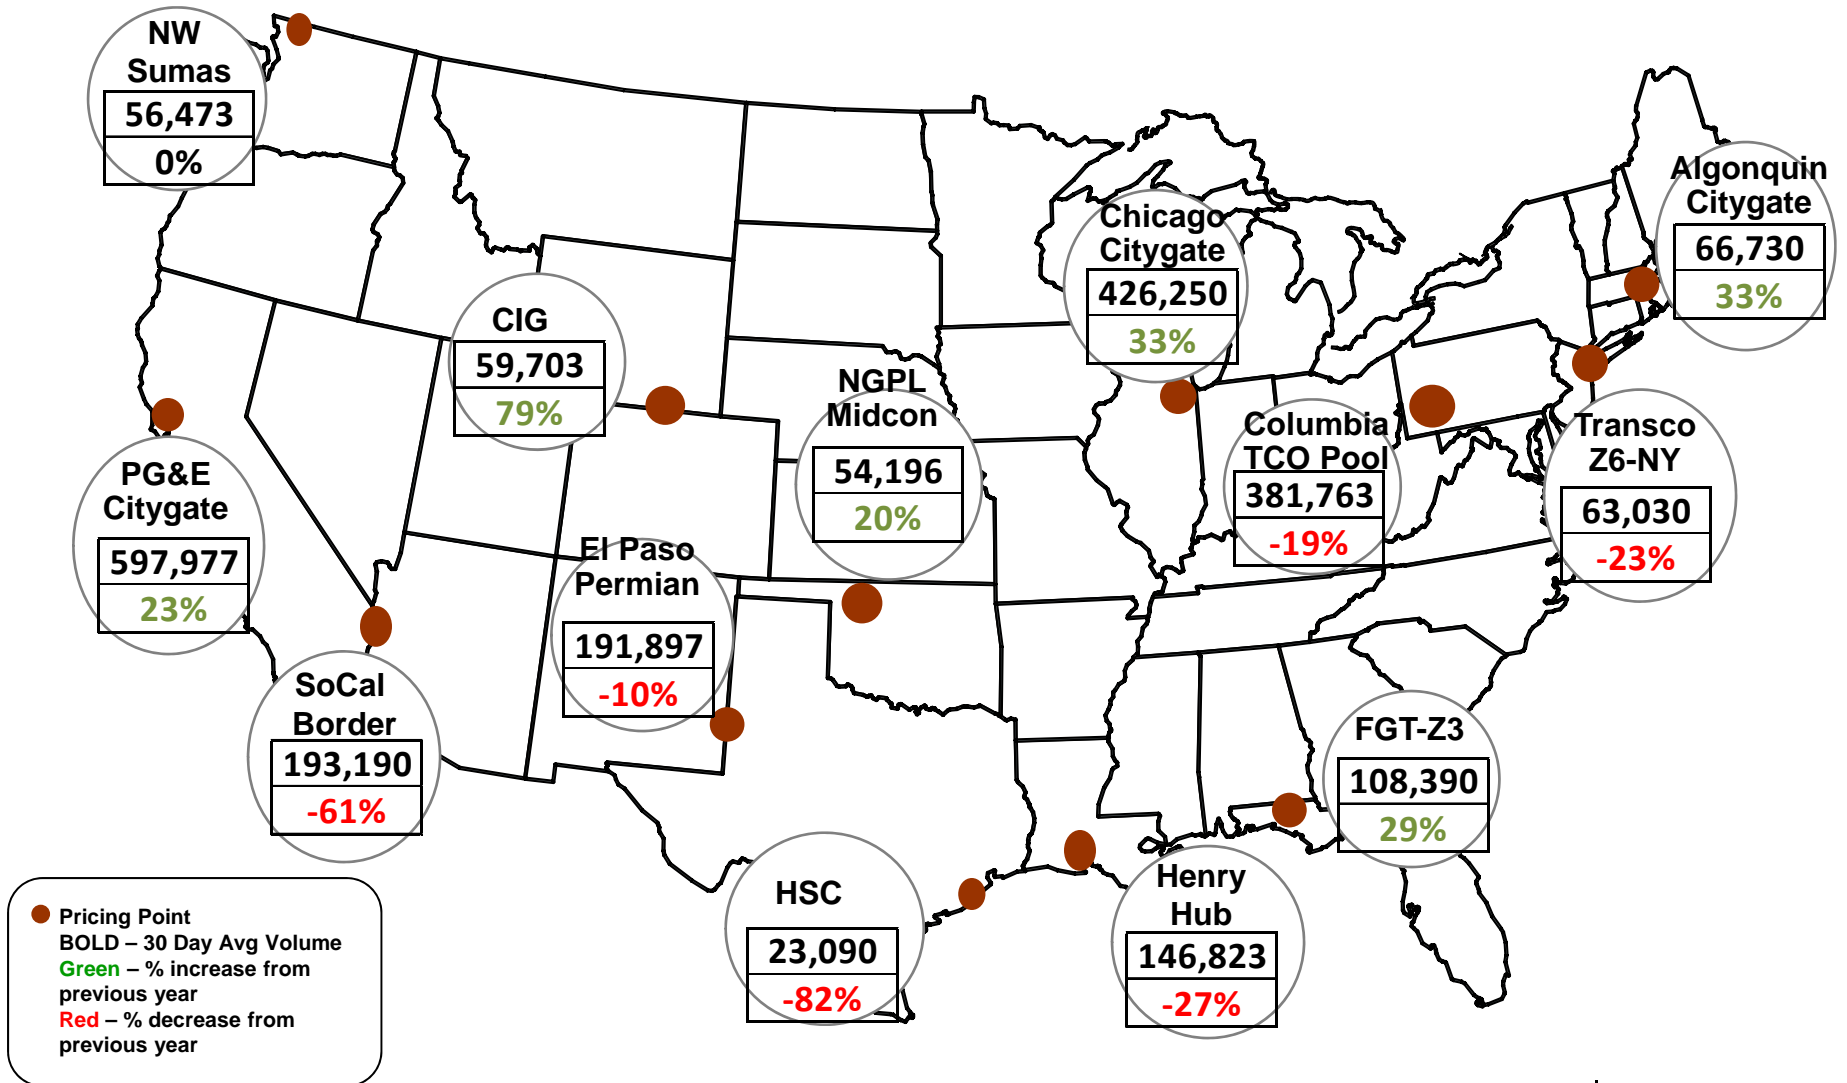 NW
Sumas
56,473
0%
Algonquin
Citygate
66,730
33%
Chicago
Citygate
426,250
33%
CIG
59,703
79%
NGPL
Midcon
54,196
20%
Columbia
TCO Pool
381,763
-19%
Transco
Z6-NY
63,030
-23%
PG&E
Citygate
597,977
23%
El Paso
Permian
191,897
-10%
SoCal
Border
193,190
-61%
FGT-Z3
108,390
29%
HSC
23,090
-82%
Henry
Hub
146,823
-27%
Pricing Point
BOLD – 30 Day Avg Volume
Green – % increase from
previous year
Red – % decrease from
previous year